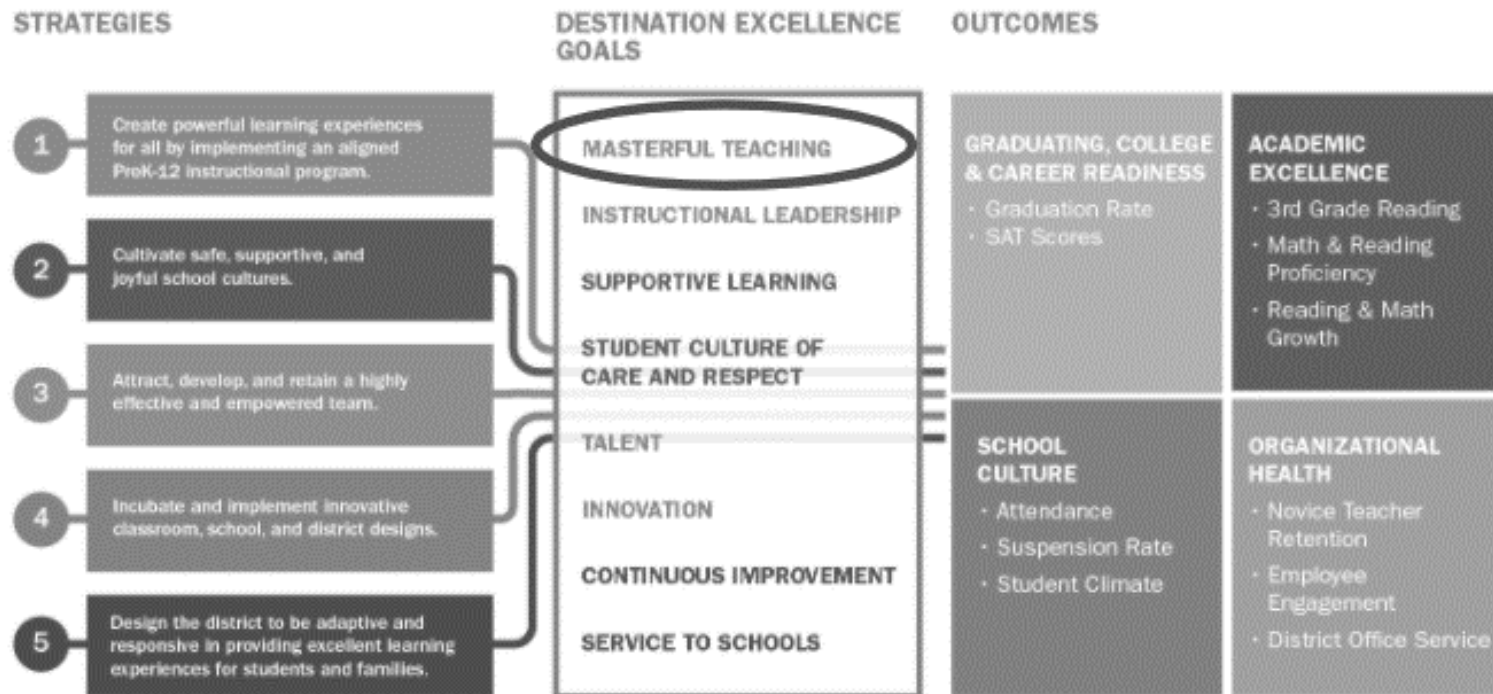 STRATEGIES
1
Create powerful learning experiences
for all by implementing an aligned
PreK-12 instructional program.
2
Cultivate safe, supportive, and
joyful school cultures.
3
Attract, develop, and retain a highly
effective and empowered team.
4
Incubate and implement innovative
classroom, school, and district designs.
5
Design the district to be adaptive and
responsive in providing excellent learning
experiences for students and families.
DESTINATION EXCELLENCE
GOALS
MASTERFUL TEACHING
INSTRUCTIONAL LEADERSHIP
SUPPORTIVE LEARNING
STUDENT CULTURE OF
CARE AND RESPECT
TALENT
INNOVATION
CONTINUOUS IMPROVEMENT
SERVICE TO SCHOOLS
OUTCOMES
GRADUATING, COLLEGE
& CAREER READINESS
· Graduation Rate
· SAT Scores
ACADEMIC
EXCELLENCE
· 3rd Grade Reading
· Math & Reading
Proficiency
· Reading & Math
Growth
SCHOOL
CULTURE
· Attendance
· Suspension Rate
· Student Climate
ORGANIZATIONAL
HEALTH
· Novice Teacher
Retention
· Employee
Engagement
· District Office Service